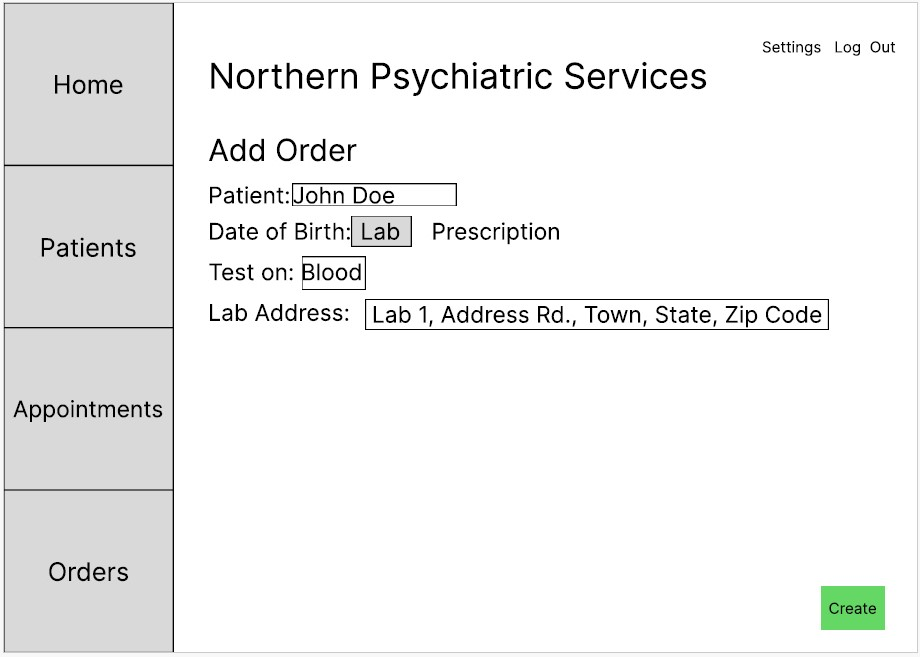 Home
Patients
Appointments
Orders
Settings Log Out
Northern Psychiatric Services
Add Order
Patient: John Doe
Date of Birth: Lab Prescription
Test on: Blood
Lab Address: Lab 1, Address Rd., Town, State, Zip Code
Create